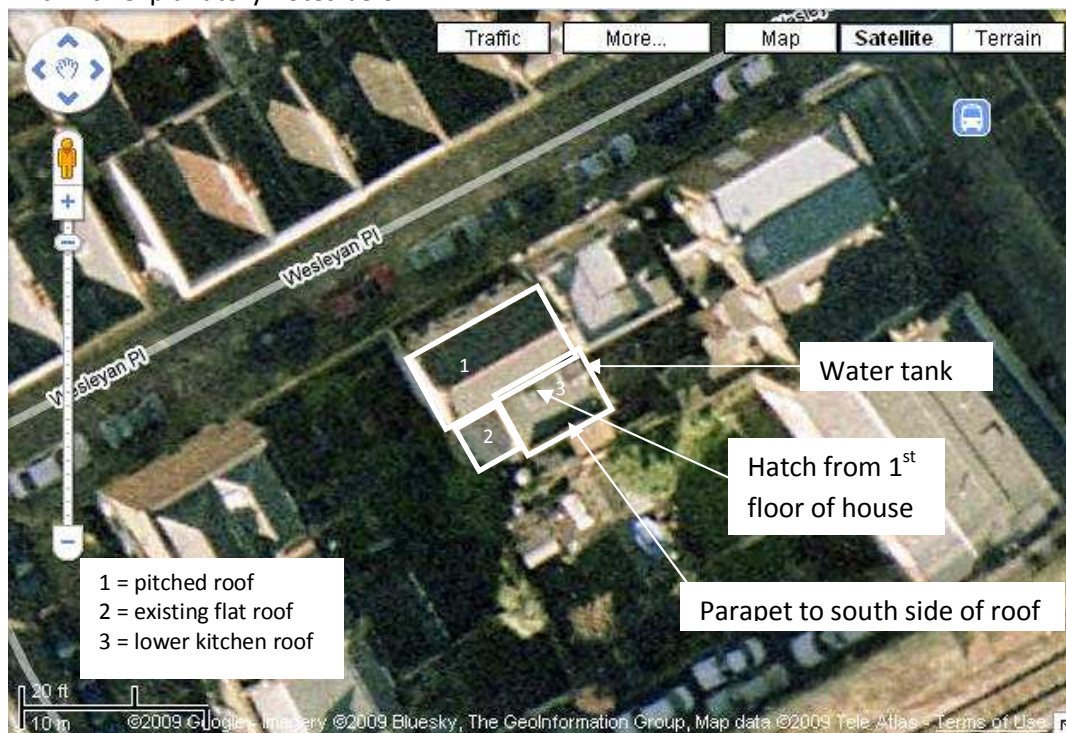 Traffic
More...
Map
Satellite
Terrain
Wesleyan Pl
Wesleyan Pl
1
3
2
Water tank
Hatch from 1st
floor of house
Parapet to south side of roof
1 = pitched roof
2 = existing flat roof
3 = lower kitchen roof
20 ft
10 m
©2009 Google - Imagery ©2009 Bluesky, The GeoInformation Group, Map data ©2009 Tele Atlas - Terms of Use